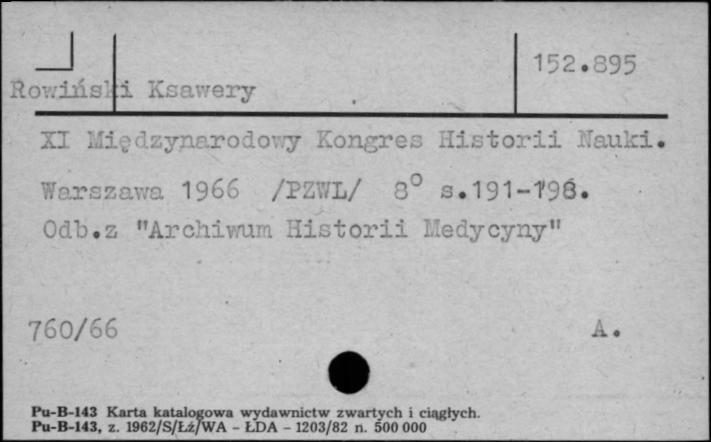 152.895
Rowiński Ksawery
XI Międzynarodowy Kongres Historii Nauki.
Warszawa 1966 /PZWL/ 8° s.191-198.
Odb.z "Archiwum Historii Medycyny"
760/66 A.
Pu-B-143 Karta katalogowa wydawnictw zwartych i ciągłych.
Pu-B-143, z. 1962/S/Łź/WA - ŁDA - 1203/82 n. 500 000